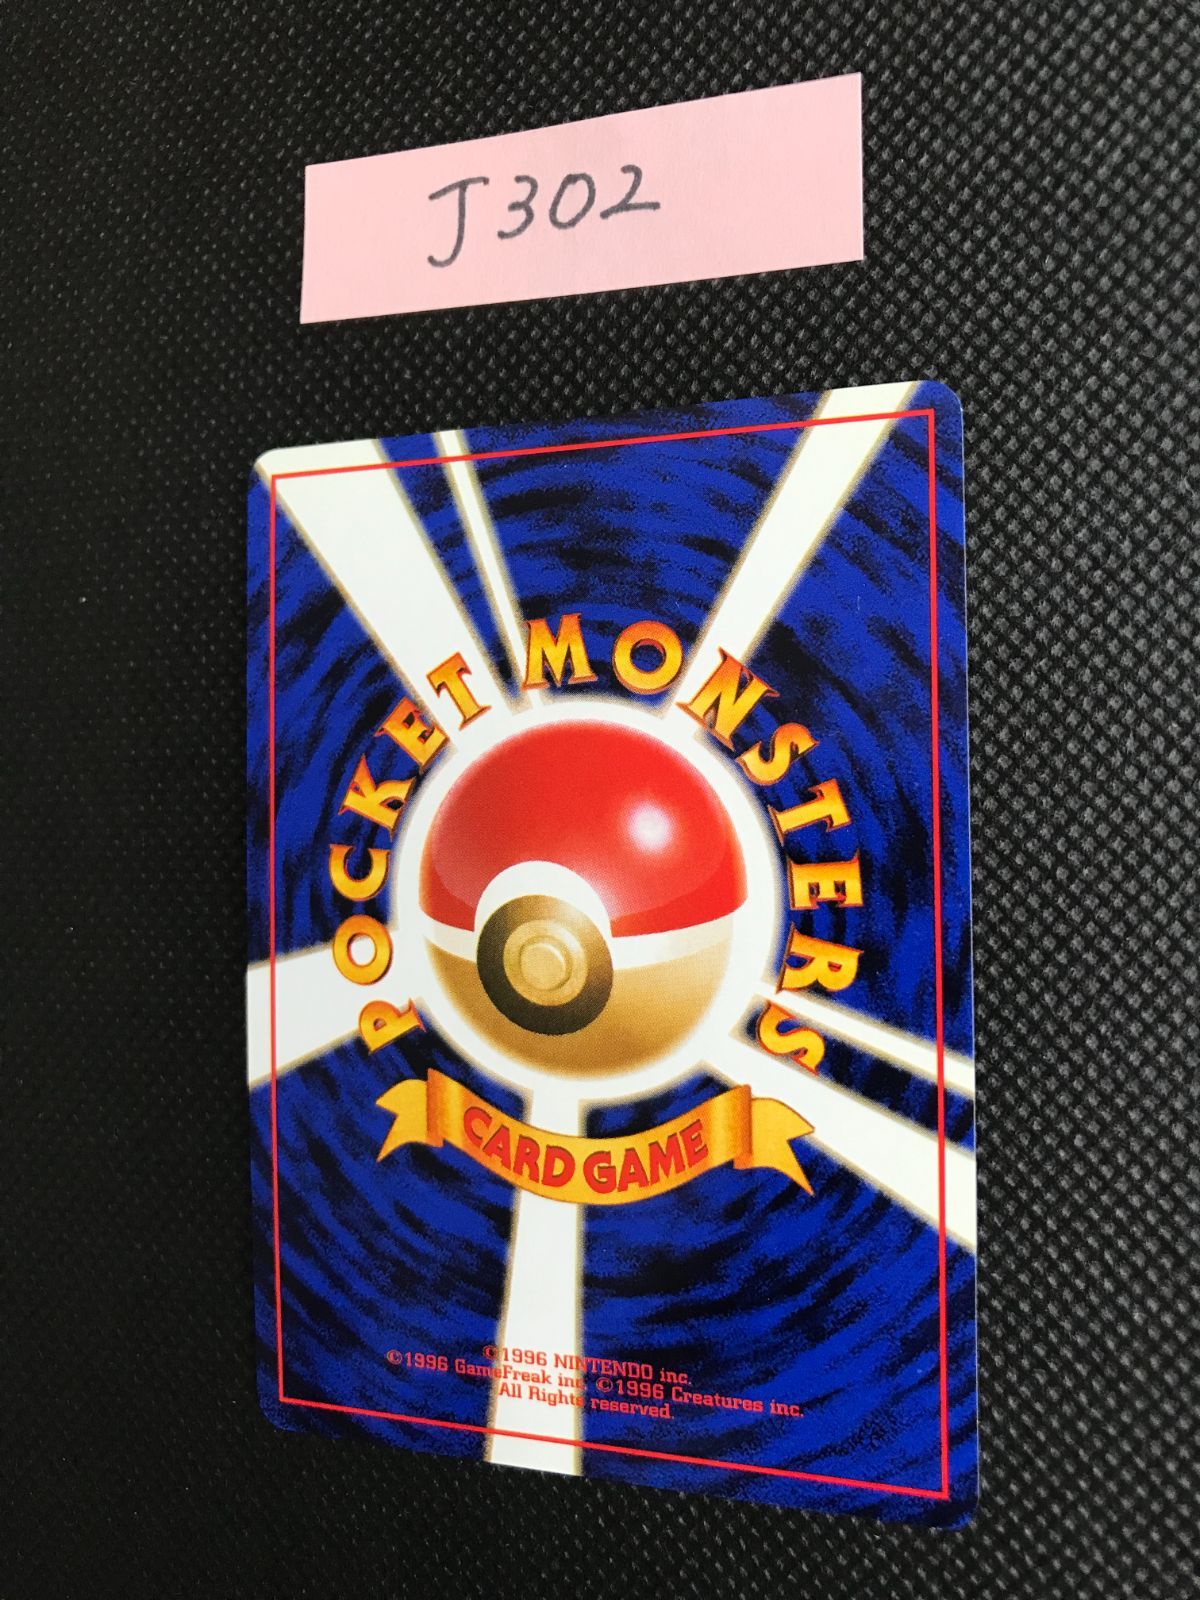 J302
POCKET MONSTERS
CARD GAME
©1996 NINTENDO inc.
©1996 GameFreak inc. ©1996 Creatures inc.
All Rights reserved.